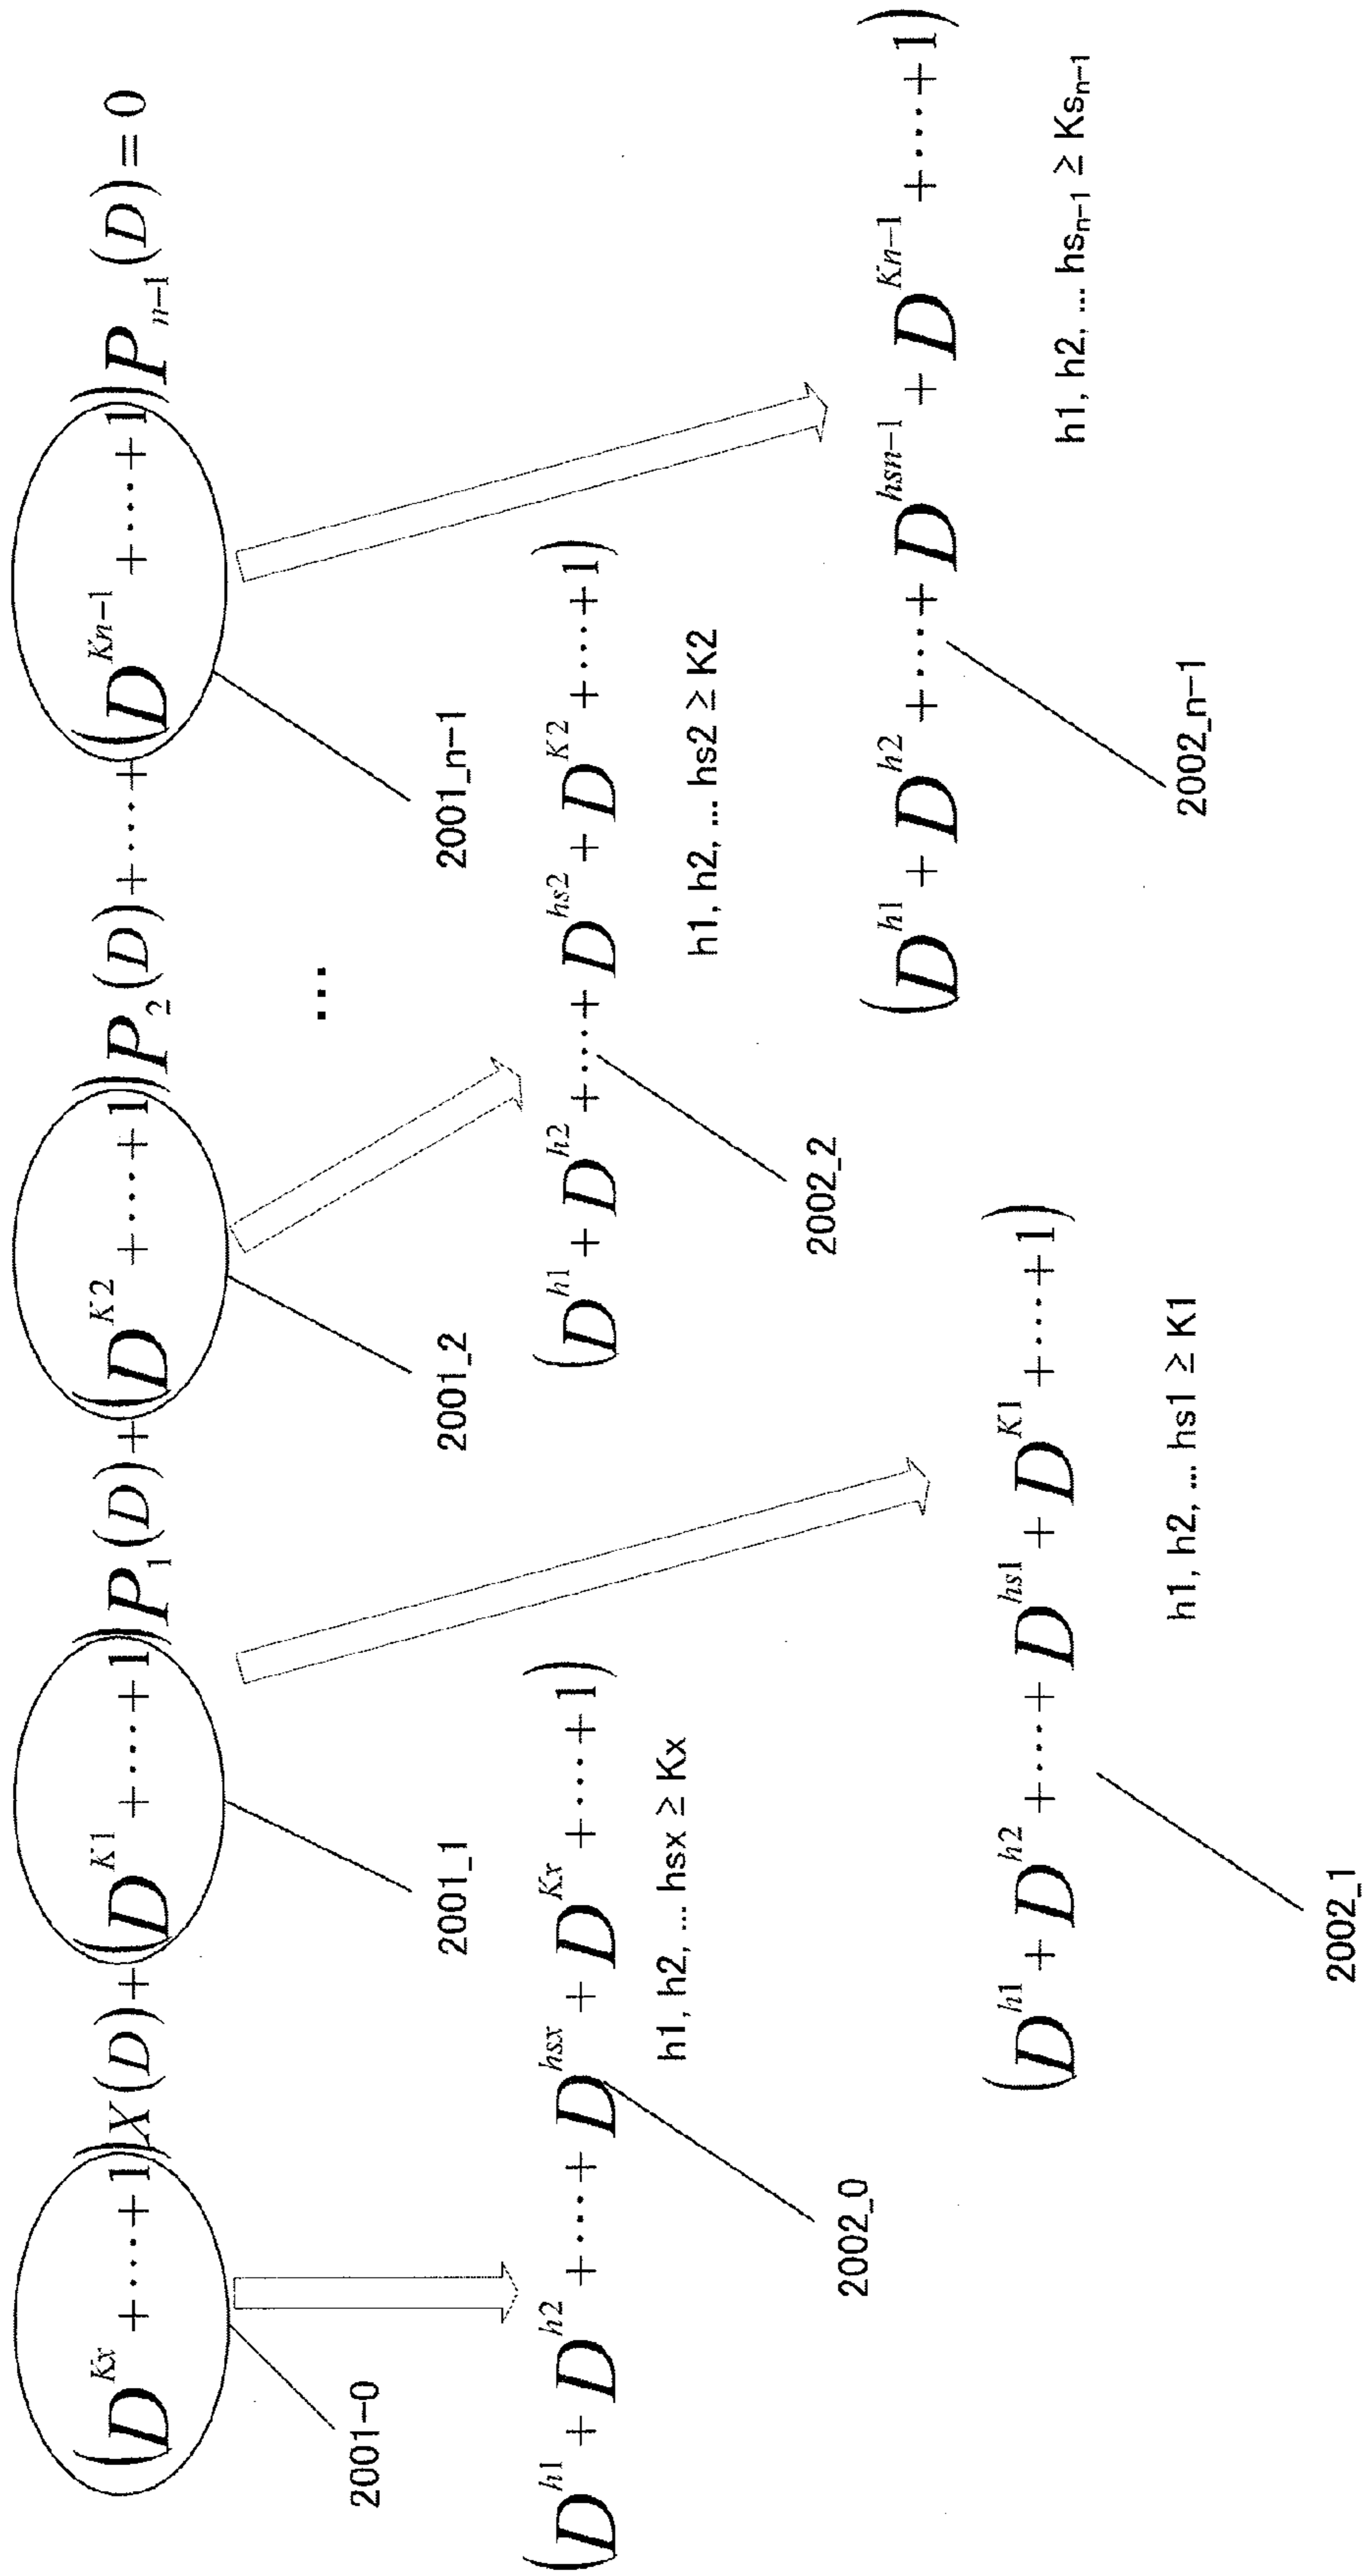 (D^{Kx} + ⋯ + 1)X(D) + (D^{K1} + ⋯ + 1)P_1(D) + (D^{K2} + ⋯ + 1)P_2(D) + ⋯ + (D^{Kn-1} + ⋯ + 1)P_{n-1}(D) = 0
2001-0
2001_1
2001_2
2001_n-1
...
(D^{h1} + D^{h2} + ⋯ + D^{hsx} + D^{Kx} + ⋯ + 1)
h1, h2, ... hsx ≥ Kx
2002_0
(D^{h1} + D^{h2} + ⋯ + D^{hs2} + D^{K2} + ⋯ + 1)
h1, h2, ... hs2 ≥ K2
2002_2
(D^{h1} + D^{h2} + ⋯ + D^{hs1} + D^{K1} + ⋯ + 1)
h1, h2, ... hs1 ≥ K1
2002_1
(D^{h1} + D^{h2} + ⋯ + D^{hsn-1} + D^{Kn-1} + ⋯ + 1)
h1, h2, ... hs_{n-1} ≥ Ks_{n-1}
2002_n-1